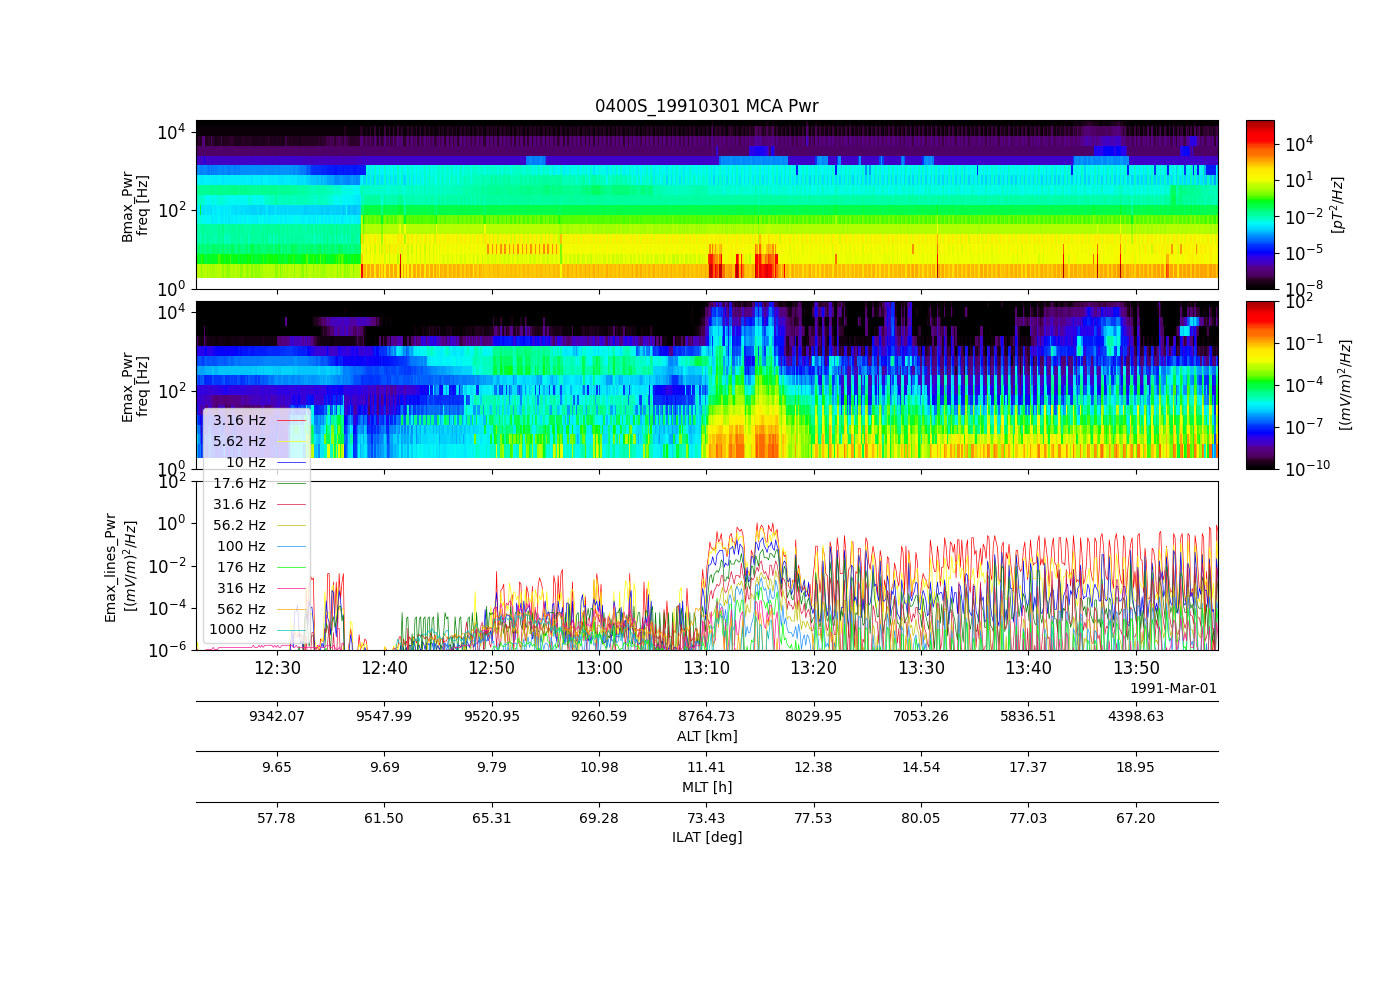 0400S_19910301 MCA Pwr
10^4
10^2
10^0
Bmax_Pwr
freq [Hz]
10^4
10^1
10^-2
10^-5
10^-8
[pT^2/Hz]
10^4
10^2
10^0
Emax_Pwr
freq [Hz]
10^2
10^-1
10^-4
10^-7
10^-10
[(mV/m)^2/Hz]
3.16 Hz
5.62 Hz
10 Hz
17.6 Hz
31.6 Hz
56.2 Hz
100 Hz
176 Hz
316 Hz
562 Hz
1000 Hz
10^2
10^0
10^-2
10^-4
10^-6
Emax_lines_Pwr
[(mV/m)^2/Hz]
12:30 12:40 12:50 13:00 13:10 13:20 13:30 13:40 13:50
1991-Mar-01
9342.07 9547.99 9520.95 9260.59 8764.73 8029.95 7053.26 5836.51 4398.63
ALT [km]
9.65 9.69 9.79 10.98 11.41 12.38 14.54 17.37 18.95
MLT [h]
57.78 61.50 65.31 69.28 73.43 77.53 80.05 77.03 67.20
ILAT [deg]